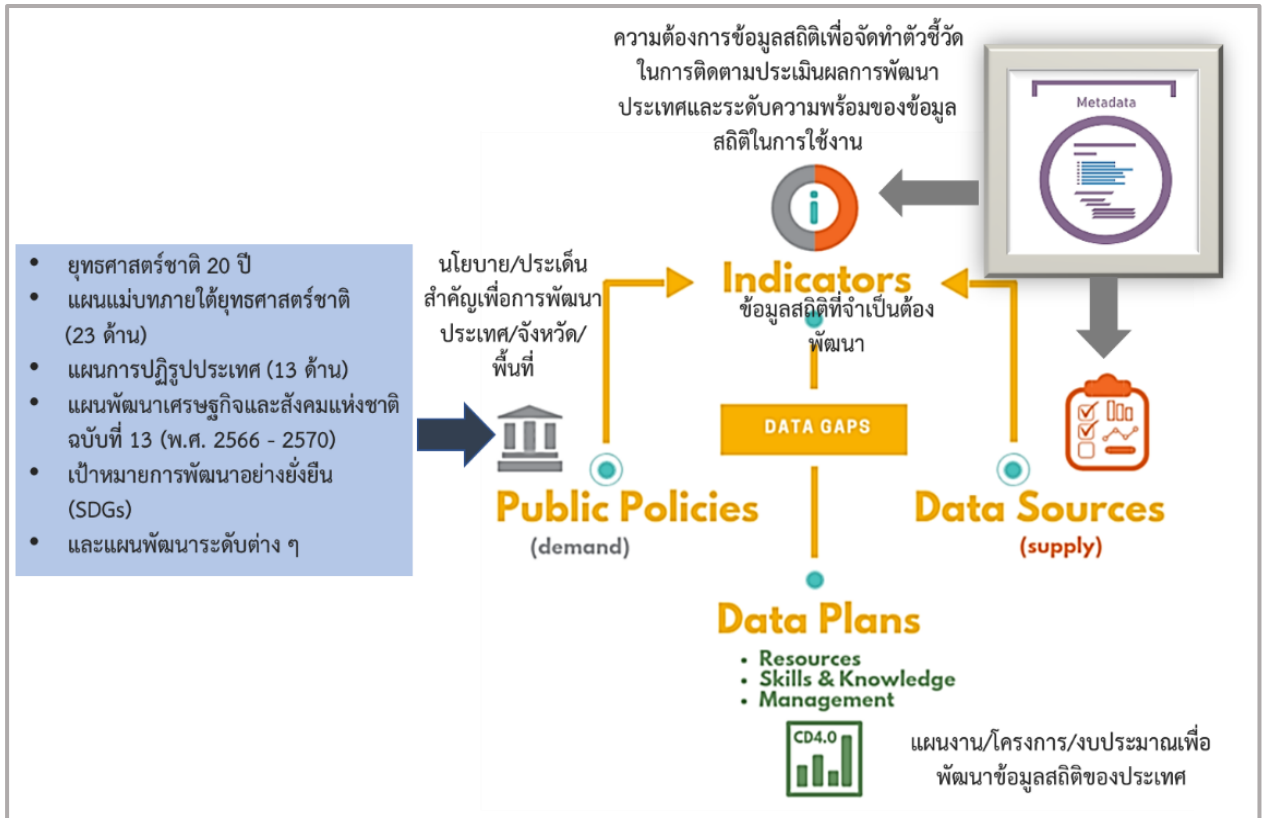 ความต้องการข้อมูลสถิติเพื่อจัดทำตัวชี้วัด
ในการติดตามประเมินผลการพัฒนา
ประเทศและระดับความพร้อมของข้อมูล
สถิติในการใช้งาน
Metadata
• ยุทธศาสตร์ชาติ 20 ปี
• แผนแม่บทภายใต้ยุทธศาสตร์ชาติ
(23 ด้าน)
• แผนการปฏิรูปประเทศ (13 ด้าน)
• แผนพัฒนาเศรษฐกิจและสังคมแห่งชาติ
ฉบับที่ 13 (พ.ศ. 2566 - 2570)
• เป้าหมายการพัฒนาอย่างยั่งยืน
(SDGs)
• และแผนพัฒนาระดับต่าง ๆ
นโยบาย/ประเด็น
สำคัญเพื่อการพัฒนา
ประเทศ/จังหวัด/
พื้นที่
Indicators
ข้อมูลสถิติที่จำเป็นต้อง
พัฒนา
DATA GAPS
Public Policies
(demand)
Data Sources
(supply)
Data Plans
• Resources
• Skills & Knowledge
• Management
CD4.0
แผนงาน/โครงการ/งบประมาณเพื่อ
พัฒนาข้อมูลสถิติของประเทศ